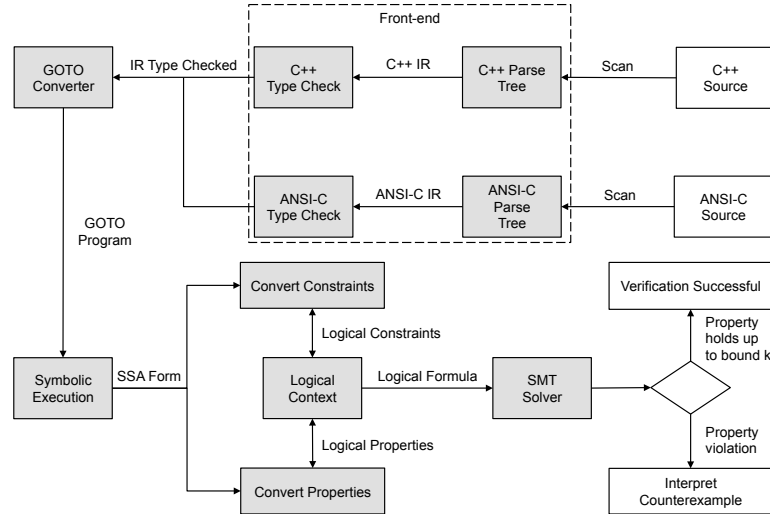 Front-end
GOTO
Converter
IR Type Checked
C++
Type Check
C++ IR
C++ Parse
Tree
Scan
C++
Source
ANSI-C
Type Check
ANSI-C IR
ANSI-C
Parse
Tree
Scan
ANSI-C
Source
GOTO
Program
Convert Constraints
Verification Successful
Logical Constraints
Property
holds up
to bound k
Symbolic
Execution
SSA Form
Logical
Context
Logical Formula
SMT
Solver
Logical Properties
Property
violation
Convert Properties
Interpret
Counterexample